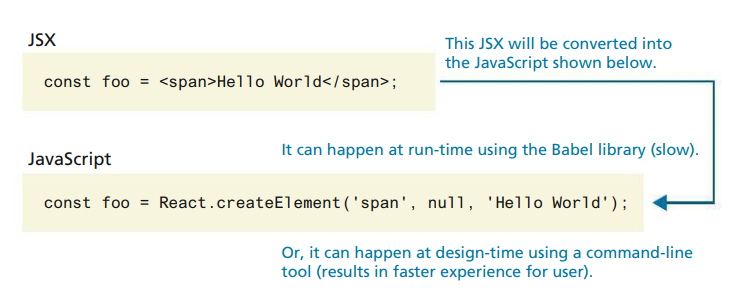 JSX
const foo = <span>Hello World</span>;
This JSX will be converted into
the JavaScript shown below.
It can happen at run-time using the Babel library (slow).
JavaScript
const foo = React.createElement('span', null, 'Hello World');
Or, it can happen at design-time using a command-line
tool (results in faster experience for user).